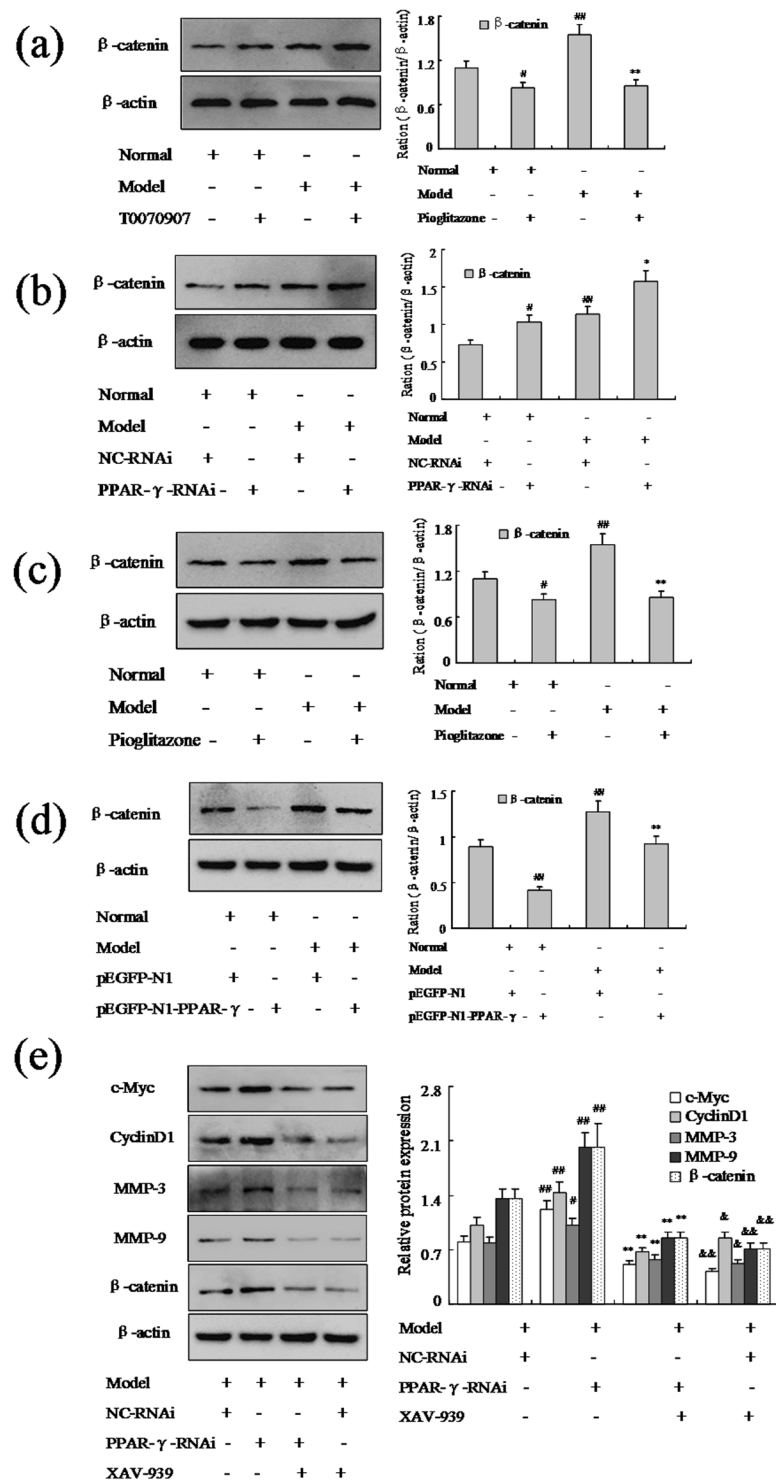 (a)
β-catenin
β-actin
Normal + + - -
Model - - + +
T0070907 - + - +
Ration (β-catenin/β-actin)
1.8
1.2
0.6
0
β-catenin
# ## **
Normal + + - -
Model - - + +
Pioglitazone - + - +
(b)
β-catenin
β-actin
Normal + + - -
Model - - + +
NC-RNAi + - + -
PPAR-γ-RNAi - + - +
Ration (β-catenin/β-actin)
2
1.5
1
0.5
0
β-catenin
# ## *
Normal + + - -
Model - - + +
NC-RNAi + - + -
PPAR-γ-RNAi - + - +
(c)
β-catenin
β-actin
Normal + + - -
Model - - + +
Pioglitazone - + - +
Ration (β-catenin/β-actin)
1.8
1.2
0.6
0
β-catenin
# ## **
Normal + + - -
Model - - + +
Pioglitazone - + - +
(d)
β-catenin
β-actin
Normal + + - -
Model - - + +
pEGFP-N1 + - + -
pEGFP-N1-PPAR-γ - + - +
Ration (β-catenin/β-actin)
1.5
1
0.5
0
β-catenin
## ## **
Normal + + - -
Model - - + +
pEGFP-N1 + - + -
pEGFP-N1-PPAR-γ - + - +
(e)
c-Myc
CyclinD1
MMP-3
MMP-9
β-catenin
β-actin
Model + + + +
NC-RNAi + - - +
PPAR-γ-RNAi - + + -
XAV-939 - - + +
Relative protein expression
2.8
2.1
1.4
0.7
0
c-Myc
CyclinD1
MMP-3
MMP-9
β-catenin
## ## # ## ##
** ** ** ** **
&& & & && &&
Model + + + +
NC-RNAi + - - +
PPAR-γ-RNAi - + + -
XAV-939 - - + +